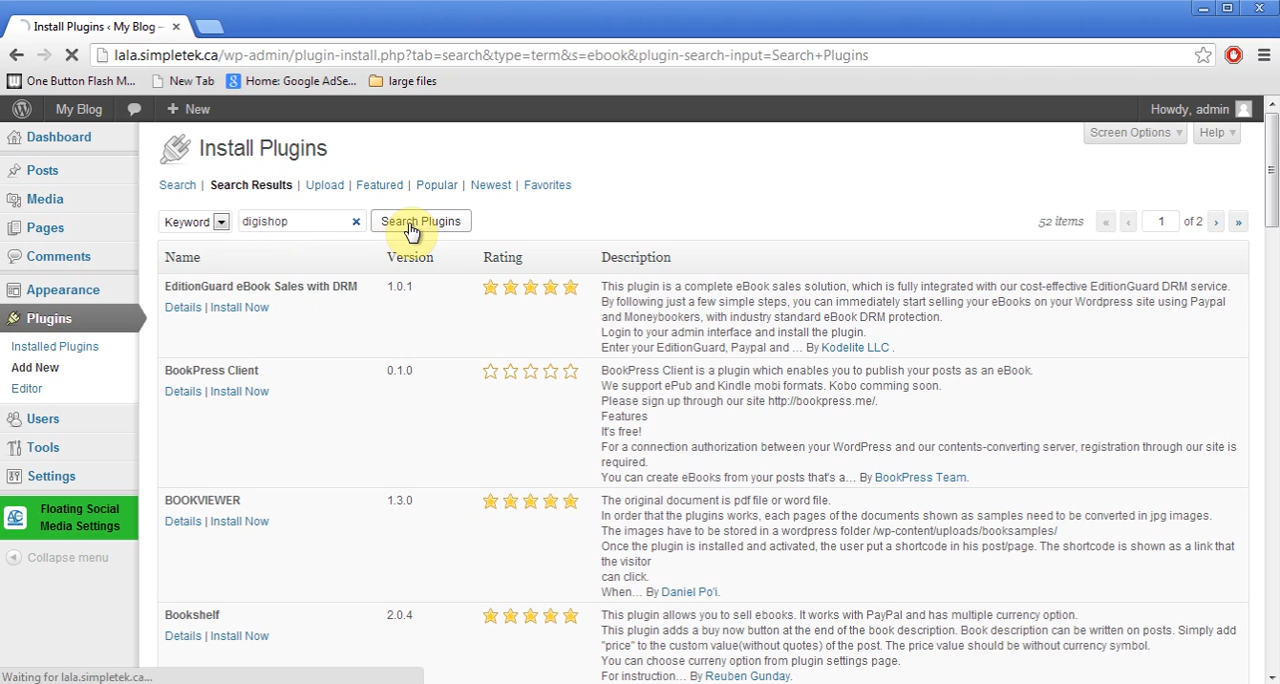 Install Plugins ‹ My Blog –
lala.simpletek.ca/wp-admin/plugin-install.php?tab=search&type=term&s=ebook&plugin-search-input=Search+Plugins
One Button Flash M... New Tab Home: Google AdSe... large files
My Blog + New Howdy, admin
Screen Options Help
Dashboard
Posts
Media
Pages
Comments
Appearance
Plugins
Installed Plugins
Add New
Editor
Users
Tools
Settings
Floating Social
Media Settings
Collapse menu
Install Plugins
Search | Search Results | Upload | Featured | Popular | Newest | Favorites
Keyword digishop × Search Plugins 52 items « ‹ 1 of 2 › »
Name Version Rating Description
EditionGuard eBook Sales with DRM 1.0.1 This plugin is a complete eBook sales solution, which is fully integrated with our cost-effective EditionGuard DRM service.
Details | Install Now By following just a few simple steps, you can immediately start selling your eBooks on your Wordpress site using Paypal
and Moneybookers, with industry standard eBook DRM protection.
Login to your admin interface and install the plugin.
Enter your EditionGuard, Paypal and … By Kodelite LLC .
BookPress Client 0.1.0 BookPress Client is a plugin which enables you to publish your posts as an eBook.
Details | Install Now We support ePub and Kindle mobi formats. Kobo comming soon.
Please sign up through our site http://bookpress.me/.
Features
It's free!
For a connection authorization between your WordPress and our contents-converting server, registration through our site is
required.
You can create eBooks from your posts that's a… By BookPress Team.
BOOKVIEWER 1.3.0 The original document is pdf file or word file.
Details | Install Now In order that the plugins works, each pages of the documents shown as samples need to be converted in jpg images.
The images have to be stored in a wordpress folder /wp-content/uploads/booksamples/
Once the plugin is installed and activated, the user put a shortcode in his post/page. The shortcode is shown as a link that
the visitor
can click.
When… By Daniel Po'i.
Bookshelf 2.0.4 This plugin allows you to sell ebooks. It works with PayPal and has multiple currency option.
Details | Install Now This plugin adds a buy now button at the end of the book description. Book description can be written on posts. Simply add
"price" to the custom value(without quotes) of the post. The price value should be without currency symbol.
You can choose curreny option from plugin settings page.
For instruction… By Reuben Gunday.
Waiting for lala.simpletek.ca...